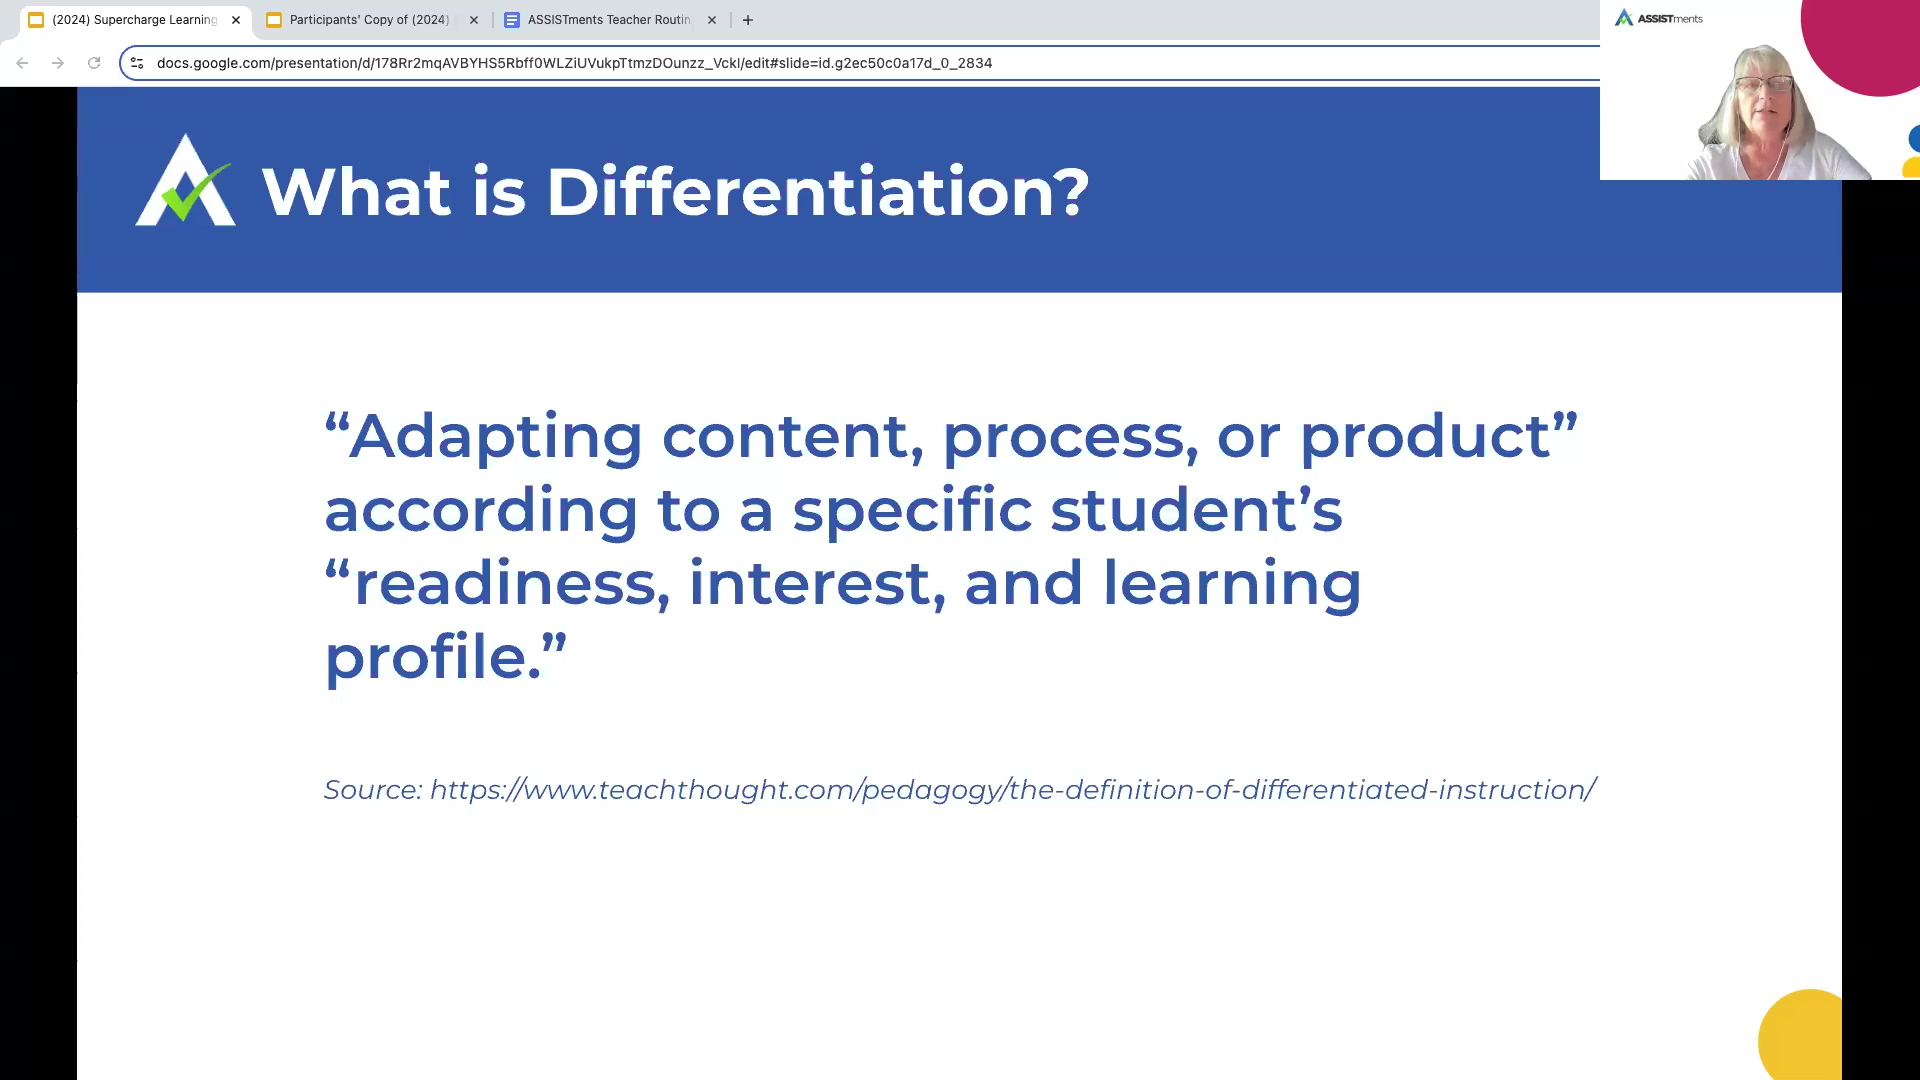 (2024) Supercharge Learning
Participants' Copy of (2024)
ASSISTments Teacher Routin
docs.google.com/presentation/d/178Rr2mqAVBYHS5Rbff0WLZiUVukpTtmzDOunzz_VckI/edit#slide=id.g2ec50c0a17d_0_2834
ASSISTments
What is Differentiation?
“Adapting content, process, or product”
according to a specific student’s
“readiness, interest, and learning
profile.”
Source: https://www.teachthought.com/pedagogy/the-definition-of-differentiated-instruction/